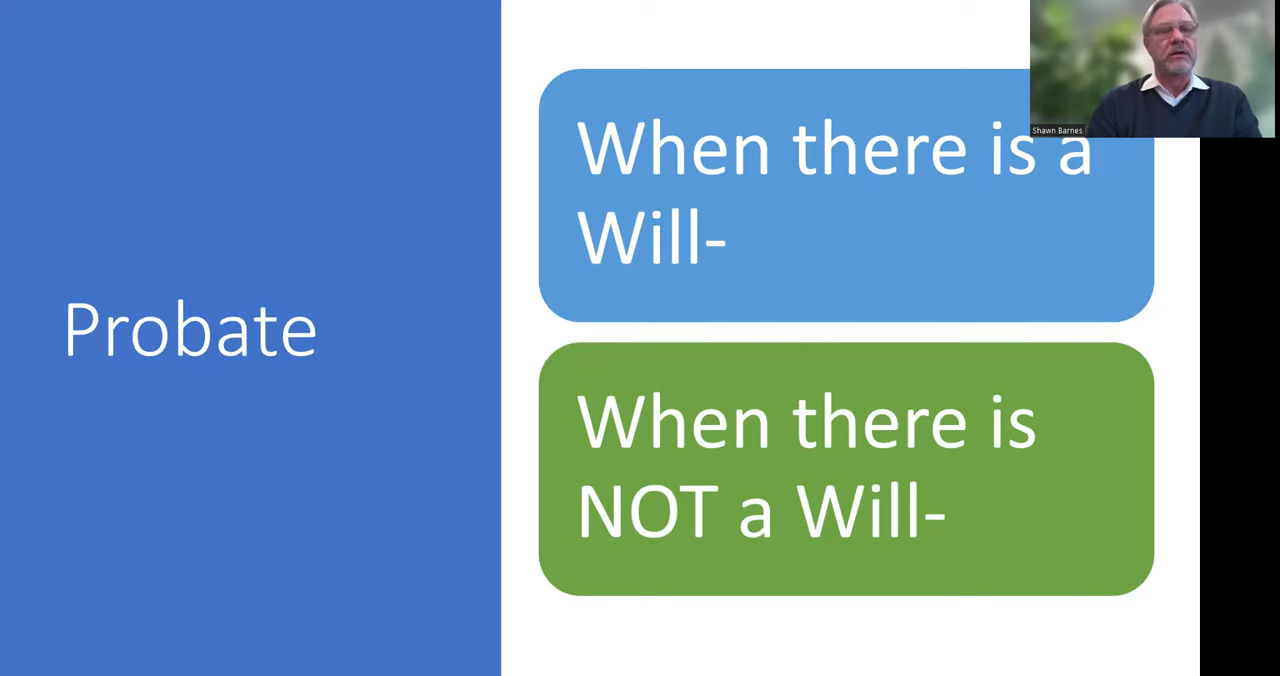 Probate
When there is a
Will-
When there is
NOT a Will-
Shawn Barnes